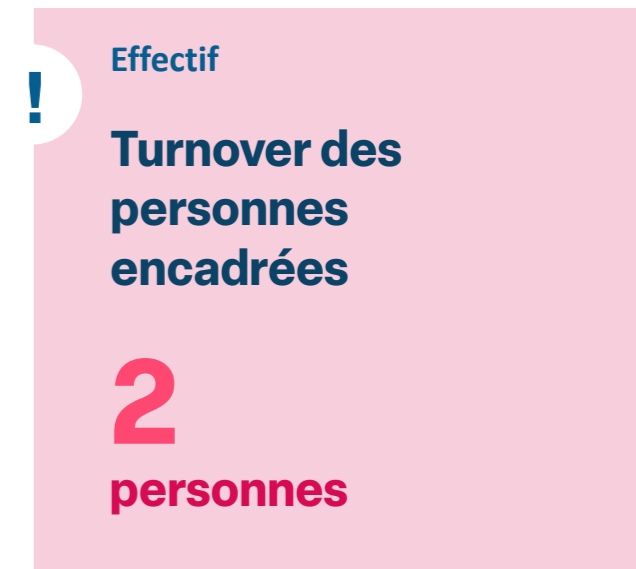 !
Effectif
Turnover des
personnes
encadrées
2
personnes